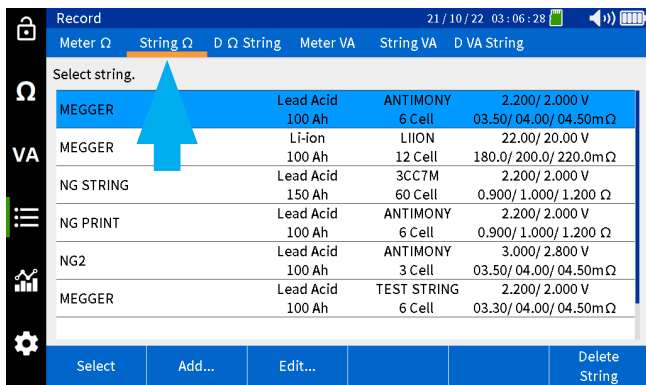 Record 21/10/22 03:06:28
Meter Ω String Ω D Ω String Meter VA String VA D VA String
Select string.
Ω
VA
MEGGER Lead Acid ANTIMONY 2.200/ 2.000 V
100 Ah 6 Cell 03.50/ 04.00/ 04.50mΩ
MEGGER Li-ion LIION 22.00/ 20.00 V
100 Ah 12 Cell 180.0/ 200.0/ 220.0mΩ
NG STRING Lead Acid 3CC7M 2.200/ 2.000 V
150 Ah 60 Cell 0.900/ 1.000/ 1.200 Ω
NG PRINT Lead Acid ANTIMONY 2.200/ 2.000 V
100 Ah 6 Cell 0.900/ 1.000/ 1.200 Ω
NG2 Lead Acid ANTIMONY 3.000/ 2.800 V
100 Ah 3 Cell 03.50/ 04.00/ 04.50mΩ
MEGGER Lead Acid TEST STRING 2.200/ 2.000 V
100 Ah 6 Cell 03.30/ 04.00/ 04.50mΩ
Select Add... Edit... Delete
String